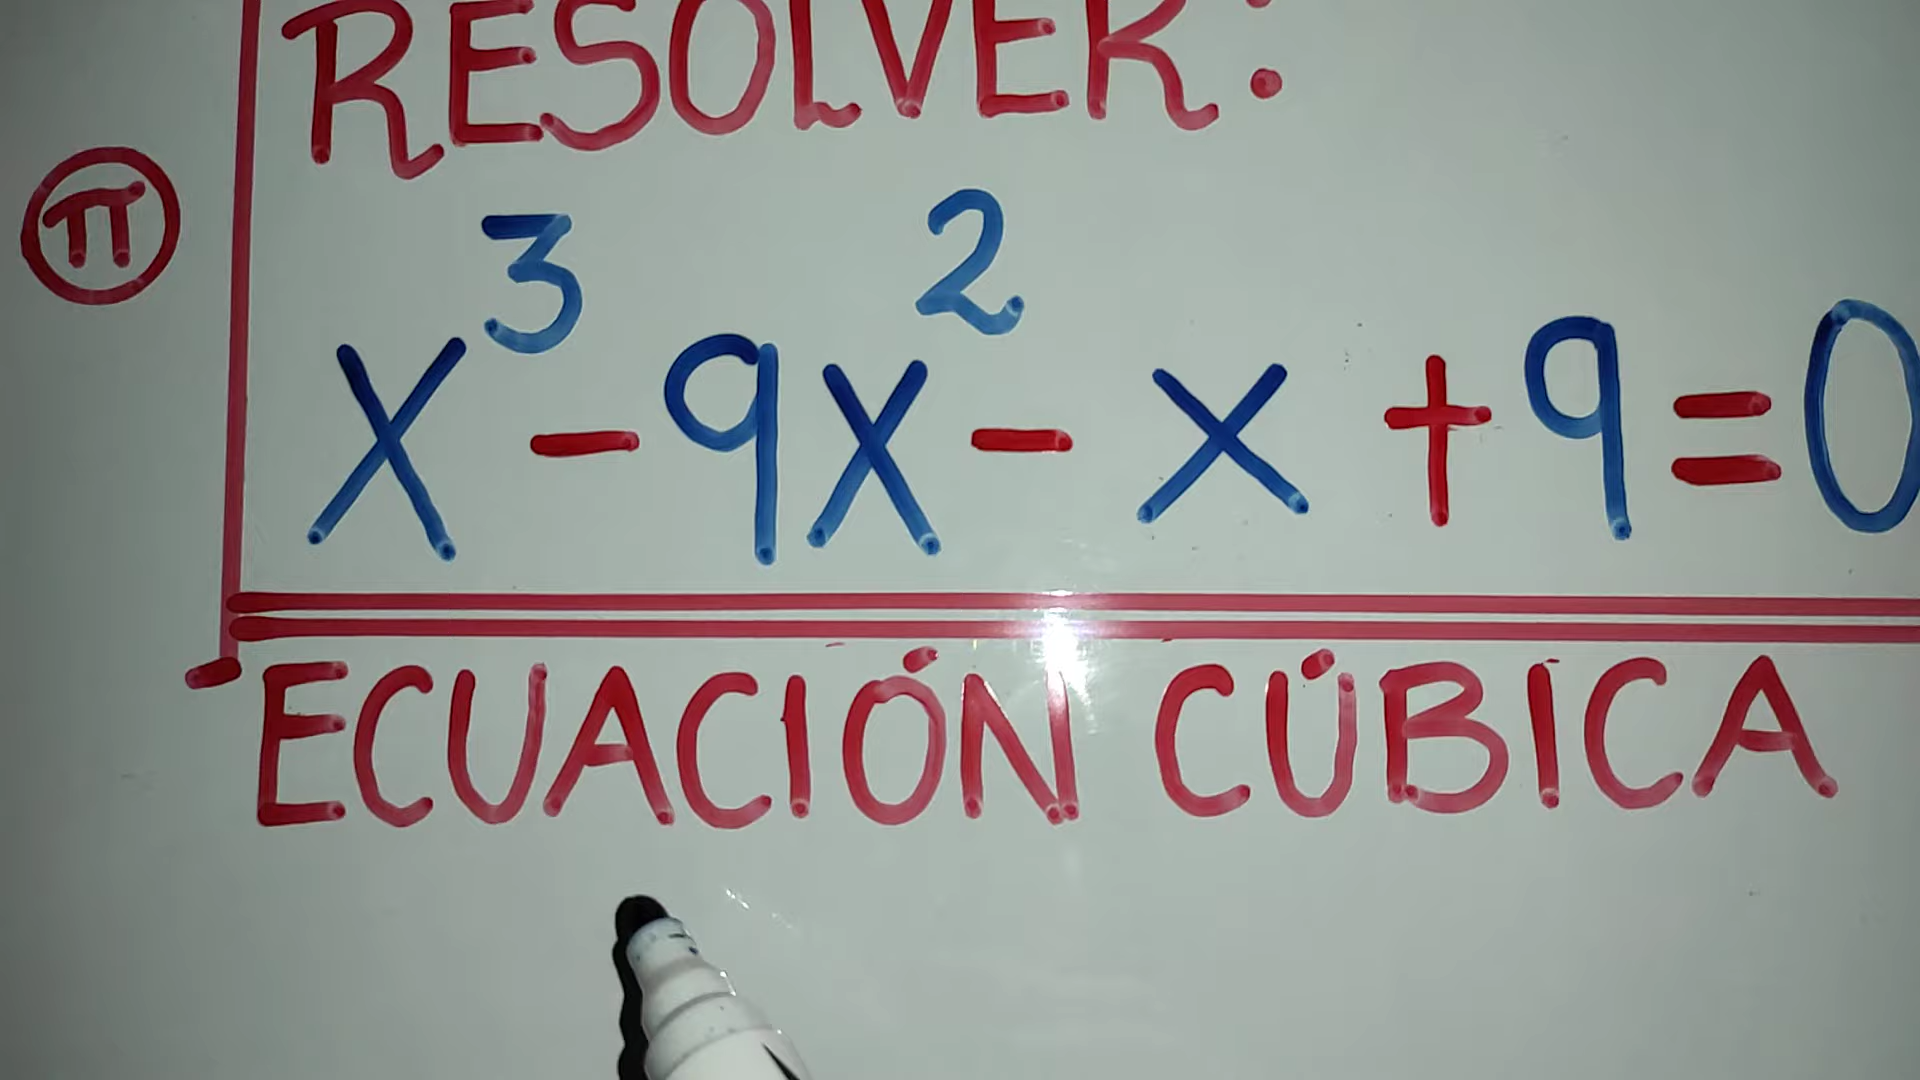 RESOLVER:
π
x³-9x²-x+9=0
ECUACIÓN CÚBICA